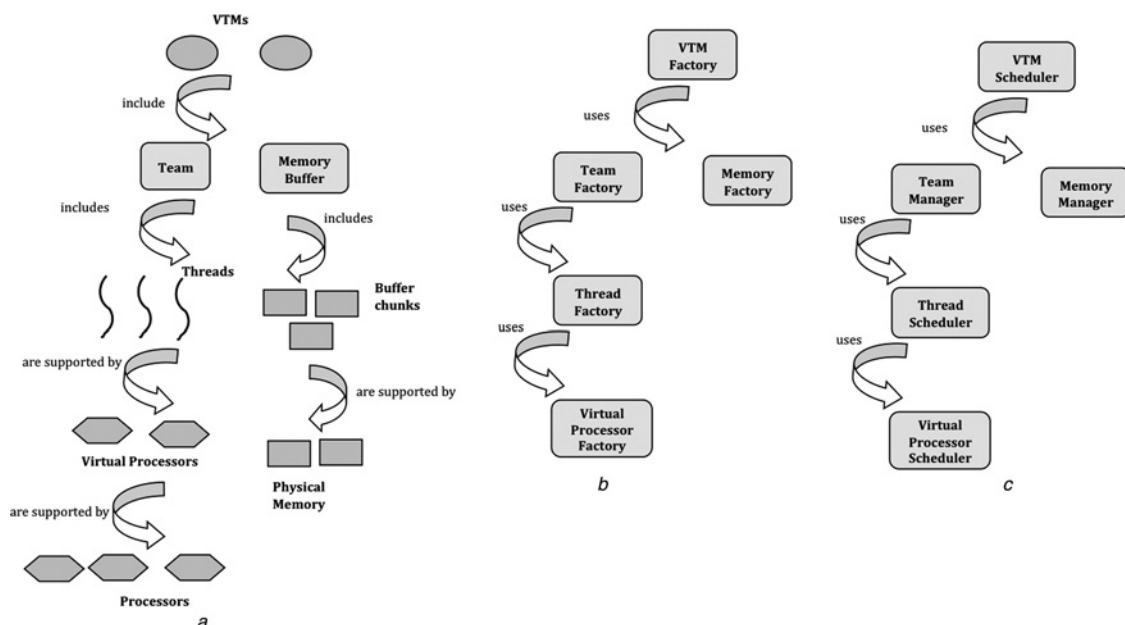 VTMs
include
Team
Memory
Buffer
includes
includes
Threads
Buffer
chunks
are supported by
are supported by
Virtual Processors
Physical
Memory
are supported by
Processors
a
VTM
Factory
uses
Team
Factory
Memory
Factory
uses
Thread
Factory
uses
Virtual
Processor
Factory
b
VTM
Scheduler
uses
Team
Manager
Memory
Manager
uses
Thread
Scheduler
uses
Virtual
Processor
Scheduler
c